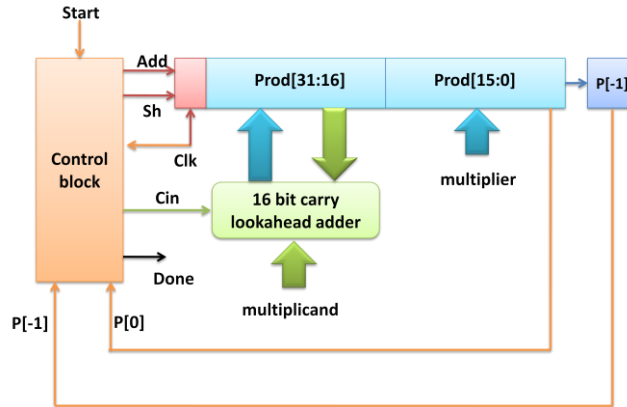 Start
Add
Prod[31:16]
Prod[15:0]
P[-1]
Sh
Clk
Control
block
multiplier
Cin
16 bit carry
lookahead adder
Done
multiplicand
P[-1]
P[0]